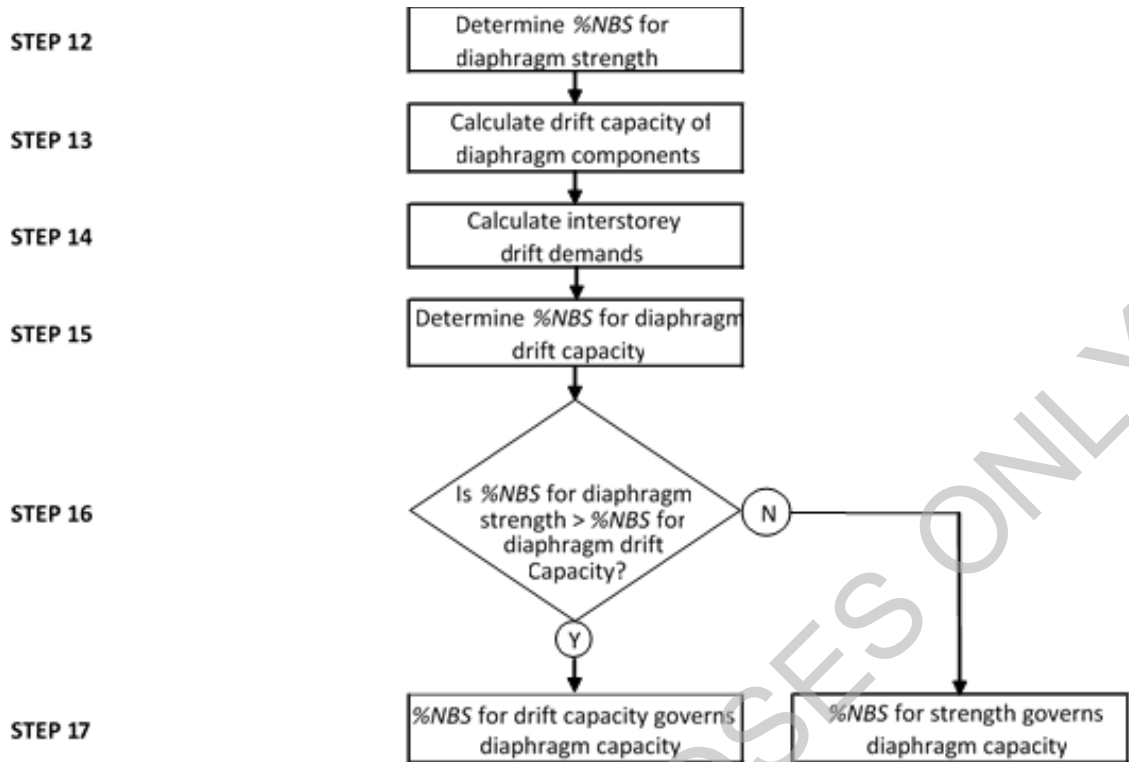 STEP 12
Determine %NBS for
diaphragm strength
STEP 13
Calculate drift capacity of
diaphragm components
STEP 14
Calculate interstorey
drift demands
STEP 15
Determine %NBS for diaphragm
drift capacity
STEP 16
Is %NBS for diaphragm
strength > %NBS for
diaphragm drift
Capacity?
N
Y
STEP 17
%NBS for drift capacity governs
diaphragm capacity
%NBS for strength governs
diaphragm capacity
OSES ONLY